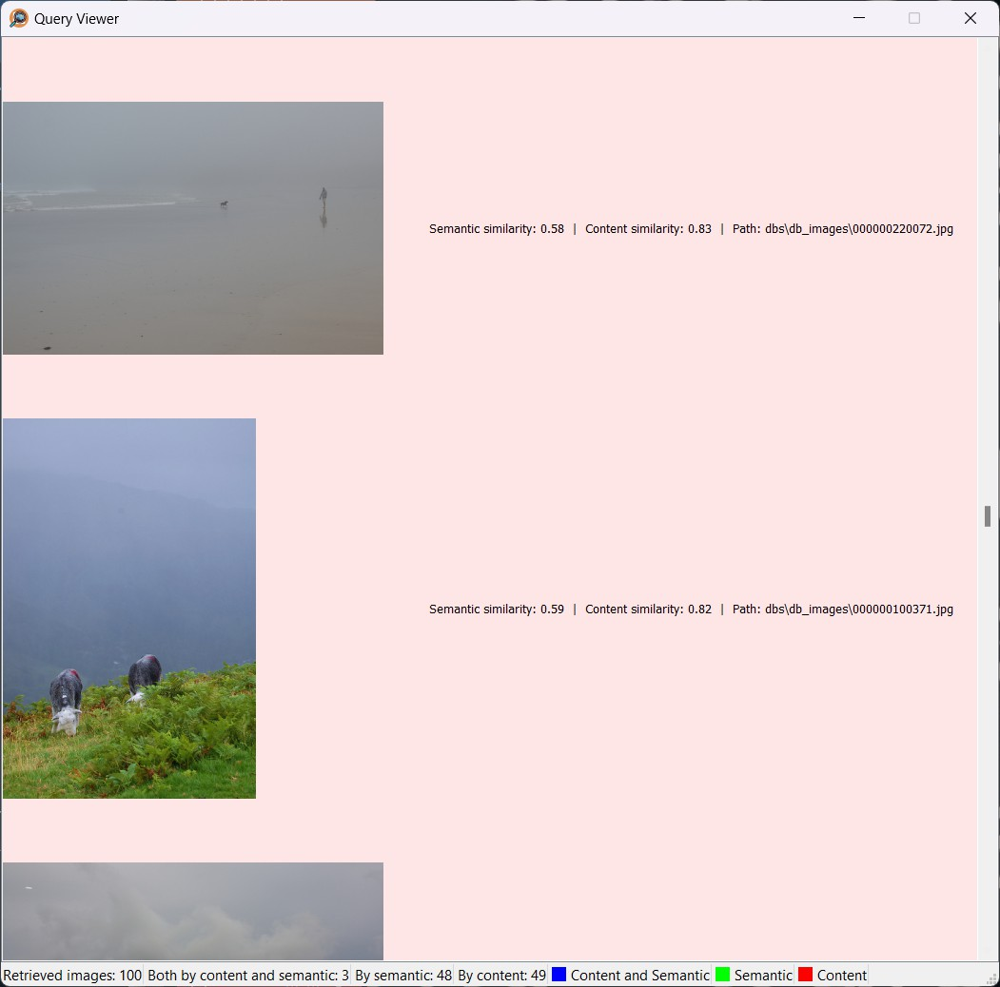 Query Viewer
Semantic similarity: 0.58 | Content similarity: 0.83 | Path: dbs\db_images\000000220072.jpg
Semantic similarity: 0.59 | Content similarity: 0.82 | Path: dbs\db_images\000000100371.jpg
Retrieved images: 100 Both by content and semantic: 3 By semantic: 48 By content: 49 Content and Semantic Semantic Content